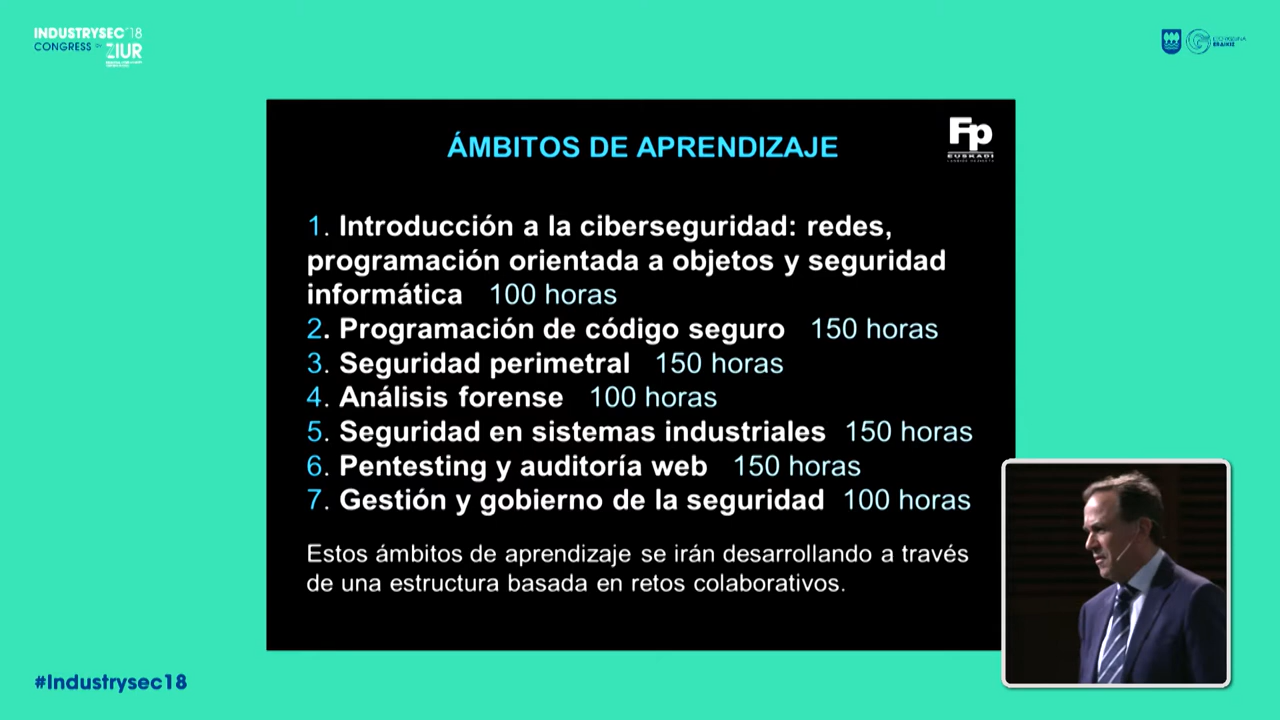 INDUSTRYSEC'18
CONGRESS BY ZIUR
ÁMBITOS DE APRENDIZAJE
Fp
EUSKADI
1. Introducción a la ciberseguridad: redes,
programación orientada a objetos y seguridad
informática 100 horas
2. Programación de código seguro 150 horas
3. Seguridad perimetral 150 horas
4. Análisis forense 100 horas
5. Seguridad en sistemas industriales 150 horas
6. Pentesting y auditoría web 150 horas
7. Gestión y gobierno de la seguridad 100 horas
Estos ámbitos de aprendizaje se irán desarrollando a través
de una estructura basada en retos colaborativos.
#Industrysec18